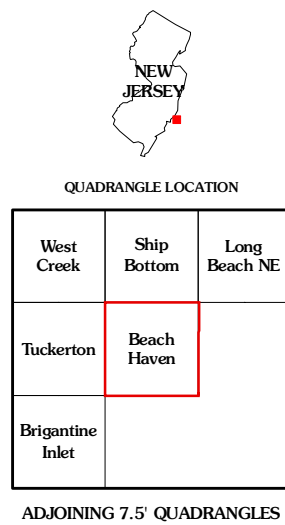 NEW
JERSEY
QUADRANGLE LOCATION
West
Creek
Ship
Bottom
Long
Beach NE
Tuckerton
Beach
Haven
Brigantine
Inlet
ADJOINING 7.5' QUADRANGLES